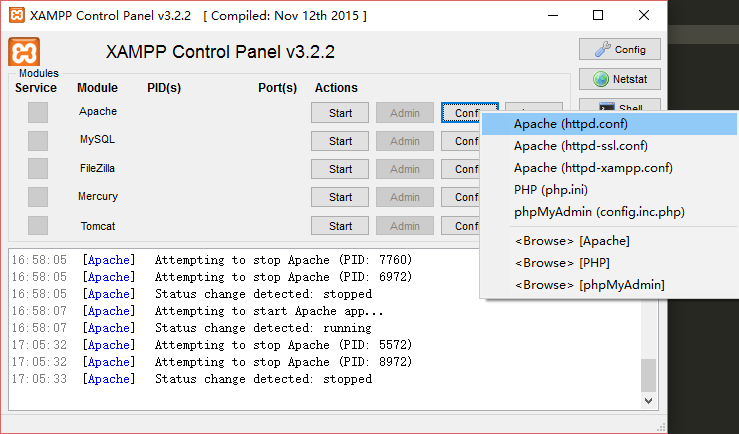 XAMPP Control Panel v3.2.2 [ Compiled: Nov 12th 2015 ]
XAMPP Control Panel v3.2.2
Config
Netstat
Shell
Modules
Service Module PID(s) Port(s) Actions
Apache Start Admin
MySQL Start Admin
FileZilla Start Admin
Mercury Start Admin
Tomcat Start Admin
Apache (httpd.conf)
Apache (httpd-ssl.conf)
Apache (httpd-xampp.conf)
PHP (php.ini)
phpMyAdmin (config.inc.php)
<Browse> [Apache]
<Browse> [PHP]
<Browse> [phpMyAdmin]
16:58:05 [Apache] Attempting to stop Apache (PID: 7760)
16:58:05 [Apache] Attempting to stop Apache (PID: 6972)
16:58:05 [Apache] Status change detected: stopped
16:58:07 [Apache] Attempting to start Apache app...
16:58:07 [Apache] Status change detected: running
17:05:32 [Apache] Attempting to stop Apache (PID: 5572)
17:05:32 [Apache] Attempting to stop Apache (PID: 8972)
17:05:33 [Apache] Status change detected: stopped